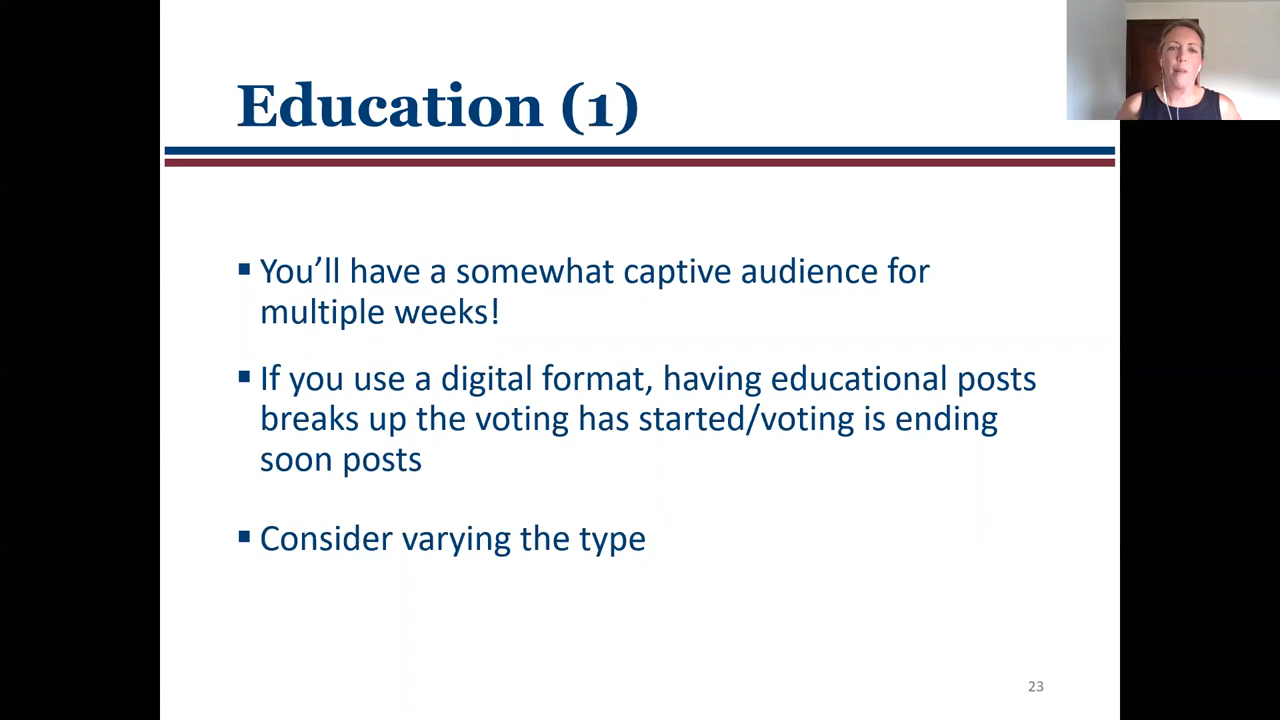 Education (1)
▪ You’ll have a somewhat captive audience for
multiple weeks!
▪ If you use a digital format, having educational posts
breaks up the voting has started/voting is ending
soon posts
▪ Consider varying the type
23